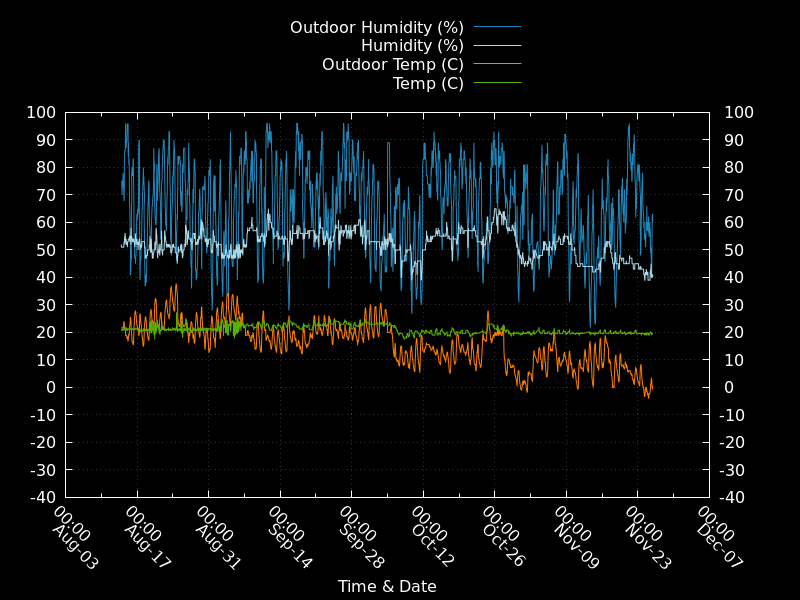 Outdoor Humidity (%)
Humidity (%)
Outdoor Temp (C)
Temp (C)
100 100
90 90
80 80
70 70
60 60
50 50
40 40
30 30
20 20
10 10
0 0
-10 -10
-20 -20
-30 -30
-40 -40
00:00 00:00 00:00 00:00 00:00 00:00 00:00 00:00 00:00 00:00
Aug-03 Aug-17 Aug-31 Sep-14 Sep-28 Oct-12 Oct-26 Nov-09 Nov-23 Dec-07
Time & Date